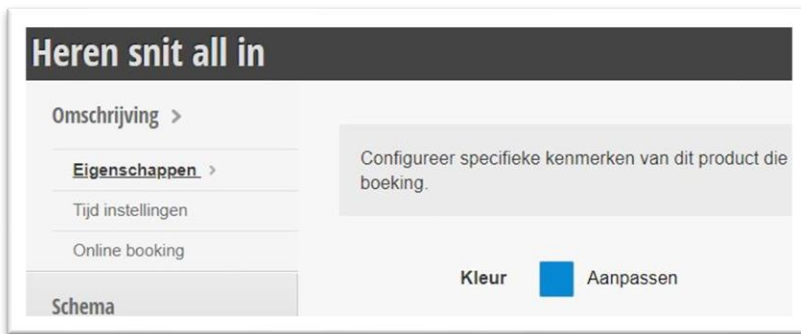 Heren snit all in
Omschrijving >
Eigenschappen >
Tijd instellingen
Online booking
Schema
Configureer specifieke kenmerken van dit product die
boeking.
Kleur Aanpassen